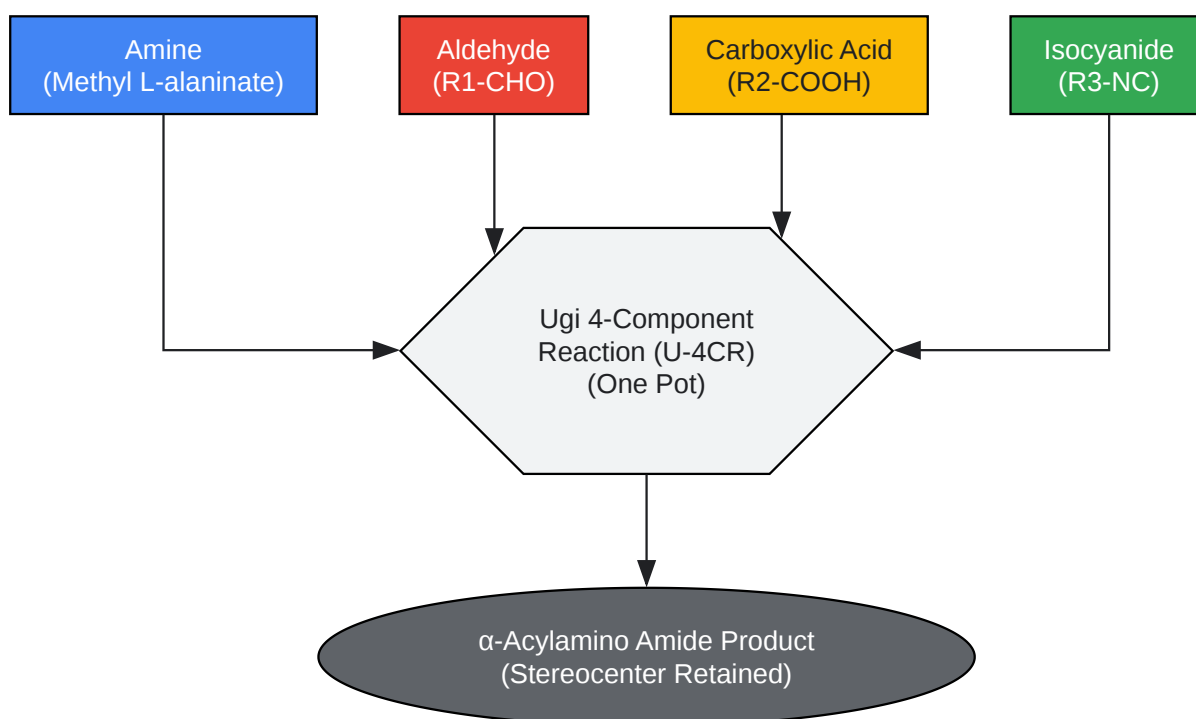 Amine
(Methyl L-alaninate)
Aldehyde
(R1-CHO)
Carboxylic Acid
(R2-COOH)
Isocyanide
(R3-NC)
Ugi 4-Component
Reaction (U-4CR)
(One Pot)
α-Acylamino Amide Product
(Stereocenter Retained)